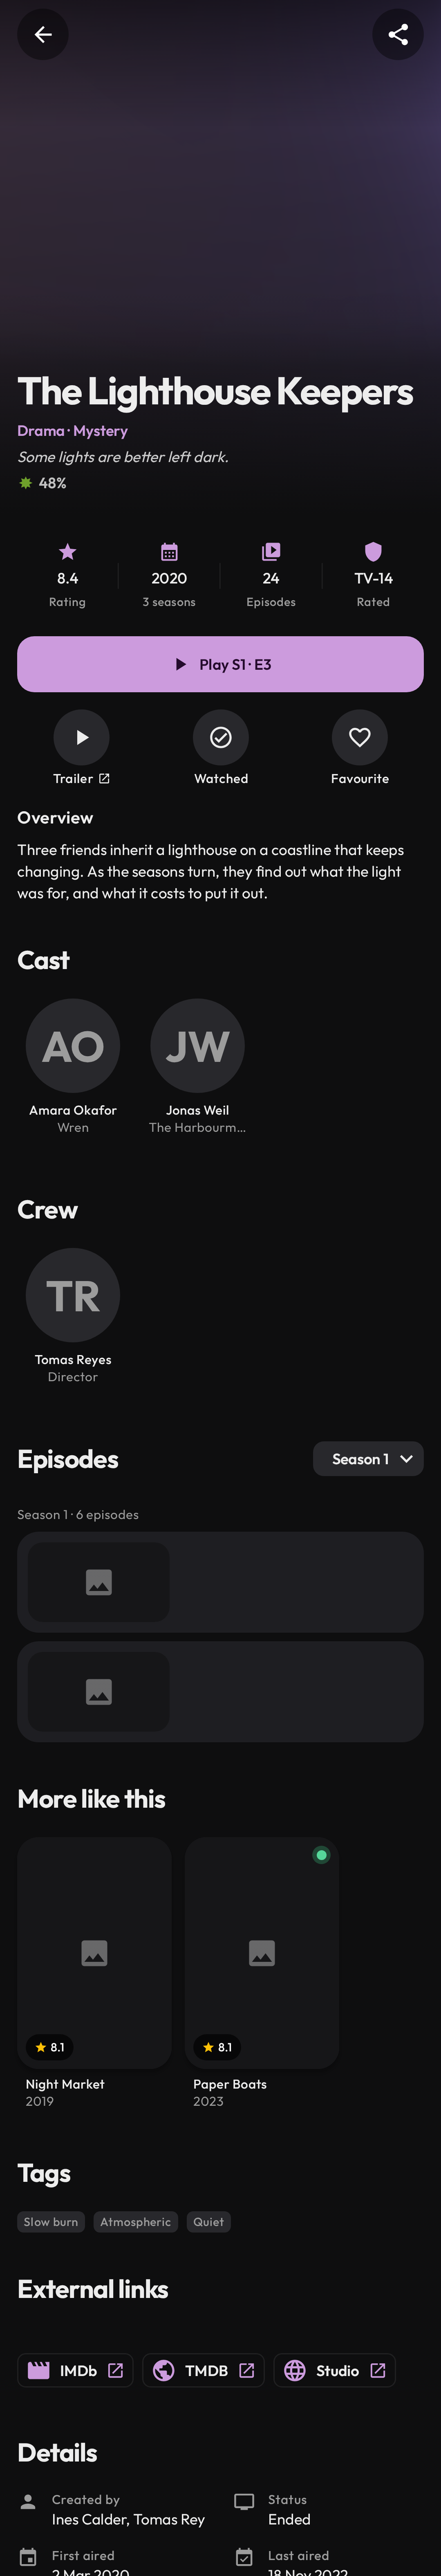 The Lighthouse Keepers
Drama · Mystery
Some lights are better left dark.
48%
8.4
Rating
2020
3 seasons
24
Episodes
TV-14
Rated
Play S1 · E3
Trailer
Watched
Favourite
Overview
Three friends inherit a lighthouse on a coastline that keeps
changing. As the seasons turn, they find out what the light
was for, and what it costs to put it out.
Cast
AO
Amara Okafor
Wren
JW
Jonas Weil
The Harbourm...
Crew
TR
Tomas Reyes
Director
Episodes
Season 1
Season 1 · 6 episodes
More like this
8.1
Night Market
2019
8.1
Paper Boats
2023
Tags
Slow burn
Atmospheric
Quiet
External links
IMDb
TMDB
Studio
Details
Created by
Ines Calder, Tomas Rey
Status
Ended
First aired
2 Mar 2020
Last aired
18 Nov 2022